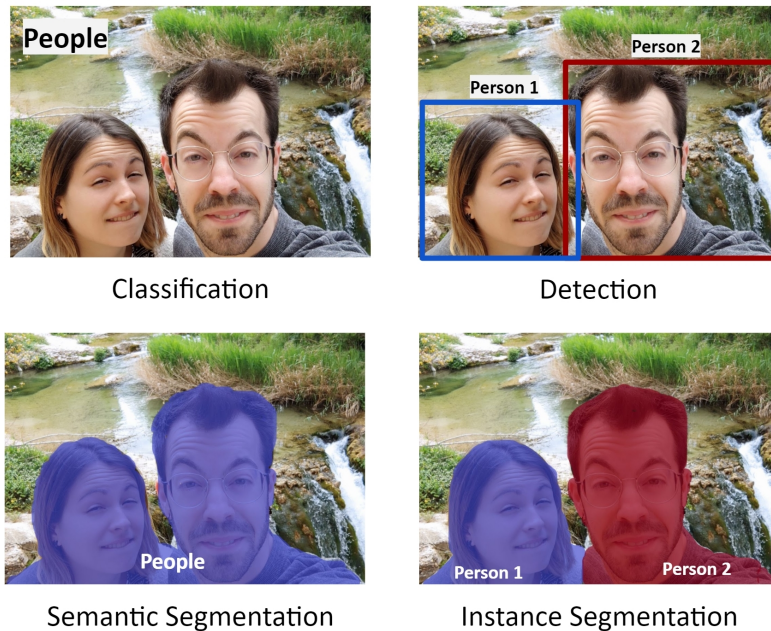 People
Person 1
Person 2
Classification
Detection
People
Person 1
Person 2
Semantic Segmentation
Instance Segmentation